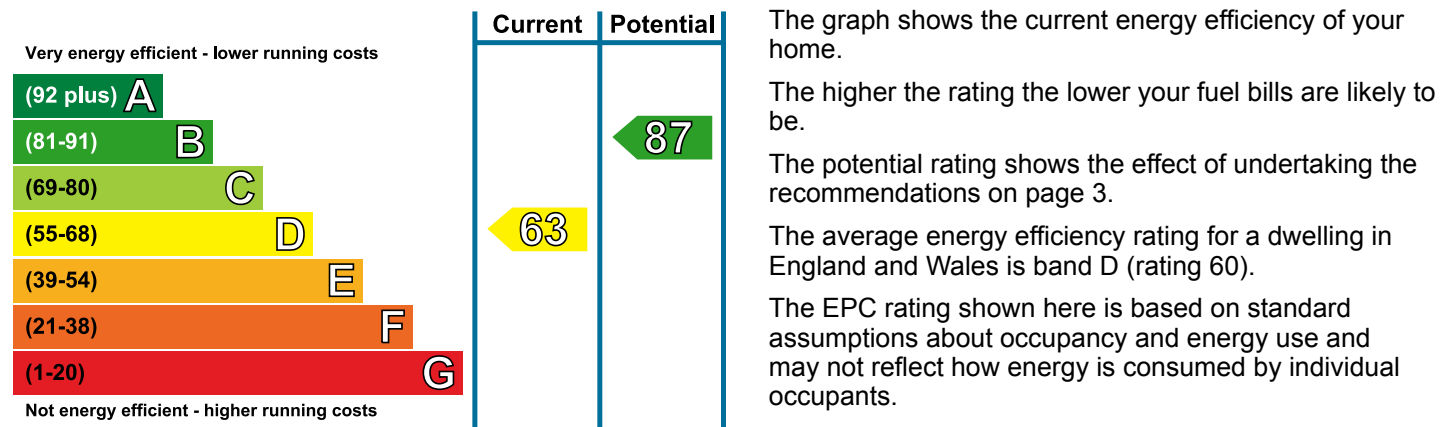 Current Potential
Very energy efficient - lower running costs
(92 plus) A
(81-91) B
87
(69-80) C
(55-68) D
63
(39-54) E
(21-38) F
(1-20) G
Not energy efficient - higher running costs
The graph shows the current energy efficiency of your
home.
The higher the rating the lower your fuel bills are likely to
be.
The potential rating shows the effect of undertaking the
recommendations on page 3.
The average energy efficiency rating for a dwelling in
England and Wales is band D (rating 60).
The EPC rating shown here is based on standard
assumptions about occupancy and energy use and
may not reflect how energy is consumed by individual
occupants.